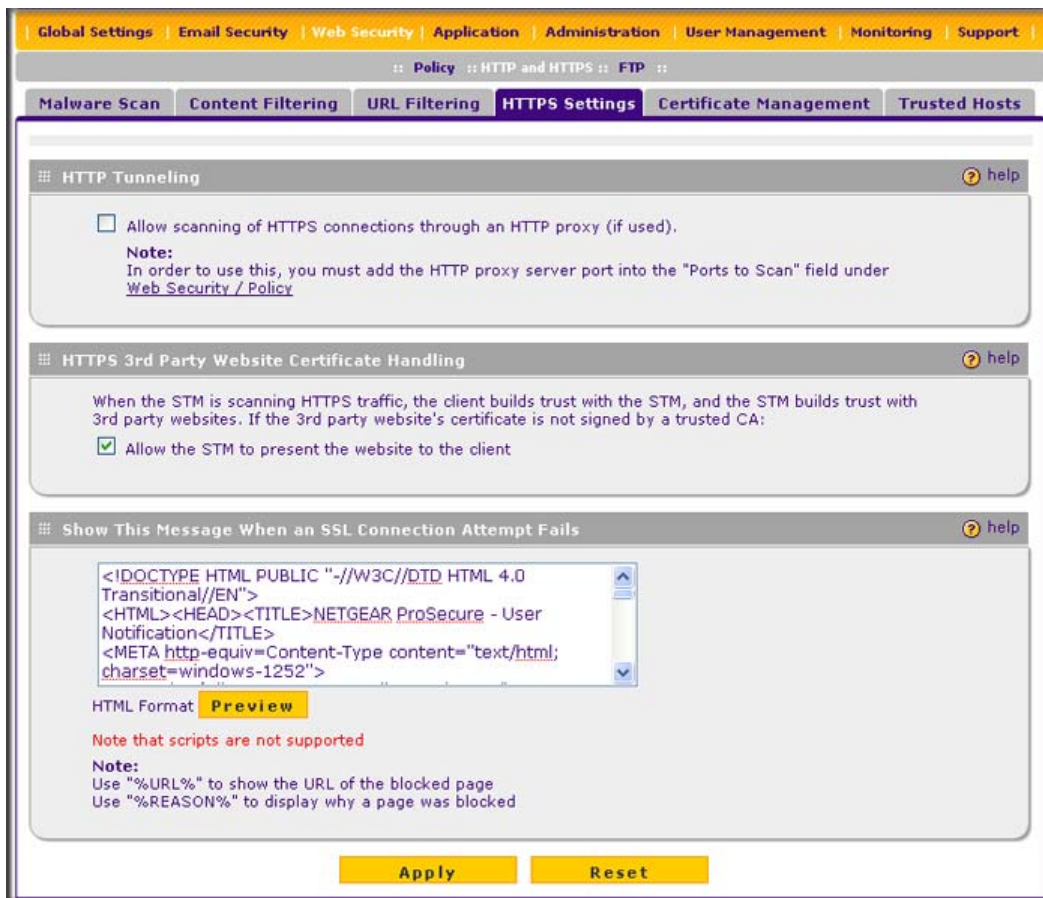 Global Settings | Email Security | Web Security | Application | Administration | User Management | Monitoring | Support
:: Policy :: HTTP and HTTPS :: FTP ::
Malware Scan Content Filtering URL Filtering HTTPS Settings Certificate Management Trusted Hosts
HTTP Tunneling ? help
Allow scanning of HTTPS connections through an HTTP proxy (if used).
Note:
In order to use this, you must add the HTTP proxy server port into the "Ports to Scan" field under
Web Security / Policy
HTTPS 3rd Party Website Certificate Handling ? help
When the STM is scanning HTTPS traffic, the client builds trust with the STM, and the STM builds trust with
3rd party websites. If the 3rd party website's certificate is not signed by a trusted CA:
Allow the STM to present the website to the client
Show This Message When an SSL Connection Attempt Fails ? help
<!DOCTYPE HTML PUBLIC "-//W3C//DTD HTML 4.0
Transitional//EN">
<HTML><HEAD><TITLE>NETGEAR ProSecure - User
Notification</TITLE>
<META http-equiv=Content-Type content="text/html;
charset=windows-1252">
HTML Format Preview
Note that scripts are not supported
Note:
Use "%URL%" to show the URL of the blocked page
Use "%REASON%" to display why a page was blocked
Apply Reset